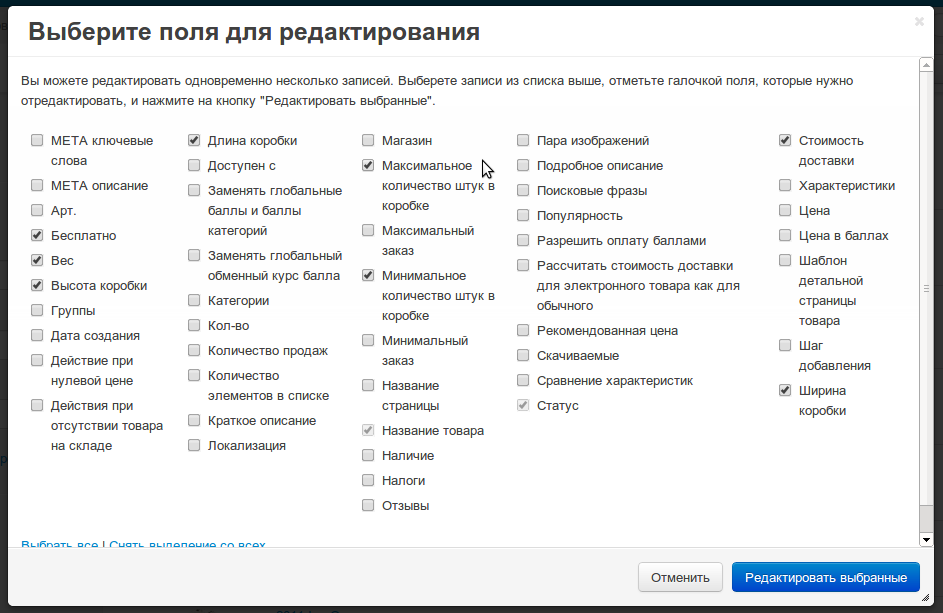 Выберите поля для редактирования
Вы можете редактировать одновременно несколько записей. Выберете записи из списка выше, отметьте галочкой поля, которые нужно
отредактировать, и нажмите на кнопку "Редактировать выбранные".
МЕТА ключевые
слова
МЕТА описание
Арт.
Бесплатно
Вес
Высота коробки
Группы
Дата создания
Действие при
нулевой цене
Действия при
отсутствии товара
на складе
Длина коробки
Доступен с
Заменять глобальные
баллы и баллы
категорий
Заменять глобальный
обменный курс балла
Категории
Кол-во
Количество продаж
Количество
элементов в списке
Краткое описание
Локализация
Магазин
Максимальное
количество штук в
коробке
Максимальный
заказ
Минимальное
количество штук в
коробке
Минимальный
заказ
Название
страницы
Название товара
Наличие
Налоги
Отзывы
Пара изображений
Подробное описание
Поисковые фразы
Популярность
Разрешить оплату баллами
Рассчитать стоимость доставки
для электронного товара как для
обычного
Рекомендованная цена
Скачиваемые
Сравнение характеристик
Статус
Стоимость
доставки
Характеристики
Цена
Цена в баллах
Шаблон
детальной
страницы
товара
Шаг
добавления
Ширина
коробки
Выбрать все | Снять выделение со всех
Отменить
Редактировать выбранные